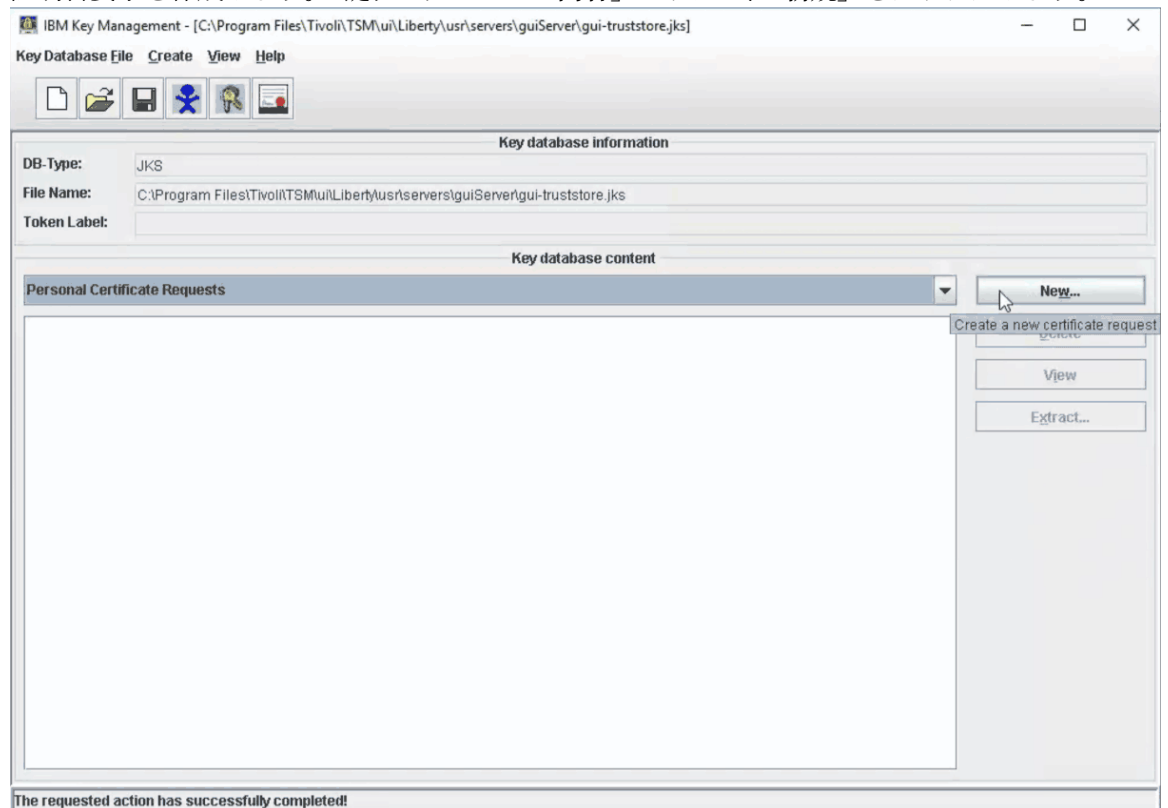 IBM Key Management - [C:\Program Files\Tivoli\TSM\ui\Liberty\usr\servers\guiServer\gui-truststore.jks]
Key Database File Create View Help
Key database information
DB-Type: JKS
File Name: C:\Program Files\Tivoli\TSM\ui\Liberty\usr\servers\guiServer\gui-truststore.jks
Token Label:
Key database content
Personal Certificate Requests
New...
Create a new certificate request
View
Extract...
The requested action has successfully completed!